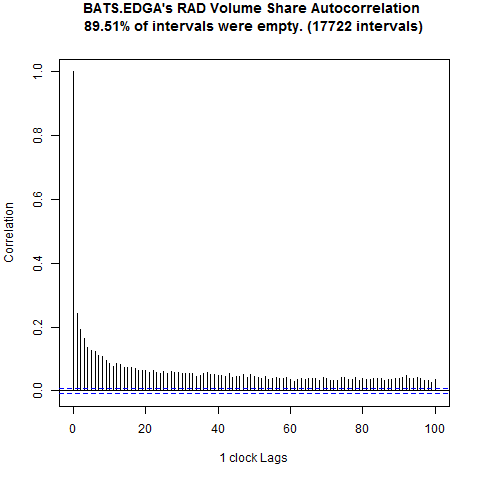 BATS.EDGA's RAD Volume Share Autocorrelation
89.51% of intervals were empty. (17722 intervals)
1.0
0.8
0.6
0.4
0.2
0.0
Correlation
0 20 40 60 80 100
1 clock Lags